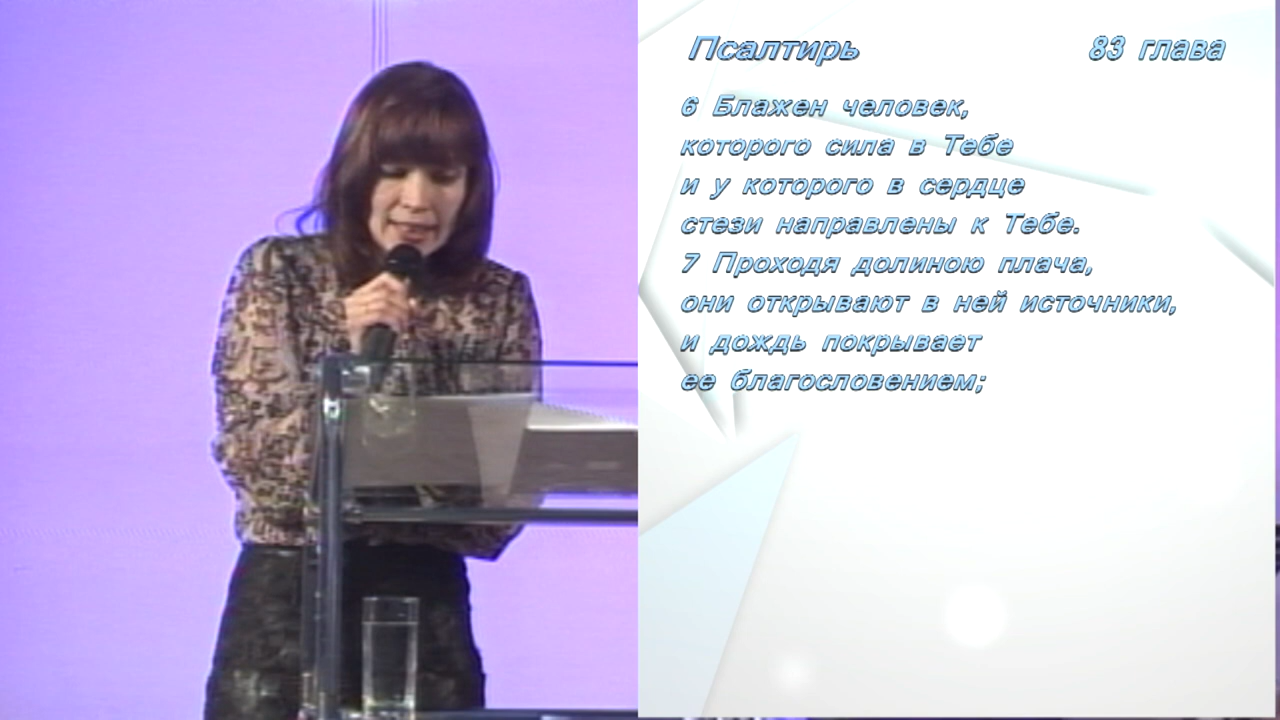 Псалтирь 83 глава
6 Блажен человек,
которого сила в Тебе
и у которого в сердце
стези направлены к Тебе.
7 Проходя долиною плача,
они открывают в ней источники,
и дождь покрывает
ее благословением;